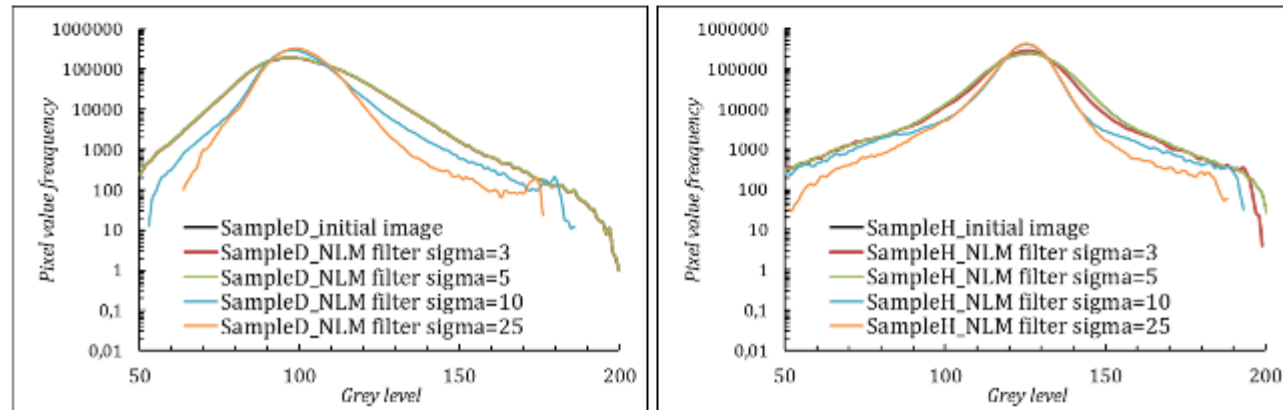 1000000
100000
10000
1000
100
10
1
0,1
0,01
Pixel value freaquency
SampleD_initial image
SampleD_NLM filter sigma=3
SampleD_NLM filter sigma=5
SampleD_NLM filter sigma=10
SampleD_NLM filter sigma=25
50
100
150
200
Grey level
1000000
100000
10000
1000
100
10
1
0,1
0,01
Pixel value freaquency
SampleH_initial image
SampleH_NLM filter sigma=3
SampleH_NLM filter sigma=5
SampleH_NLM filter sigma=10
SampleH_NLM filter sigma=25
50
100
150
200
Grey level